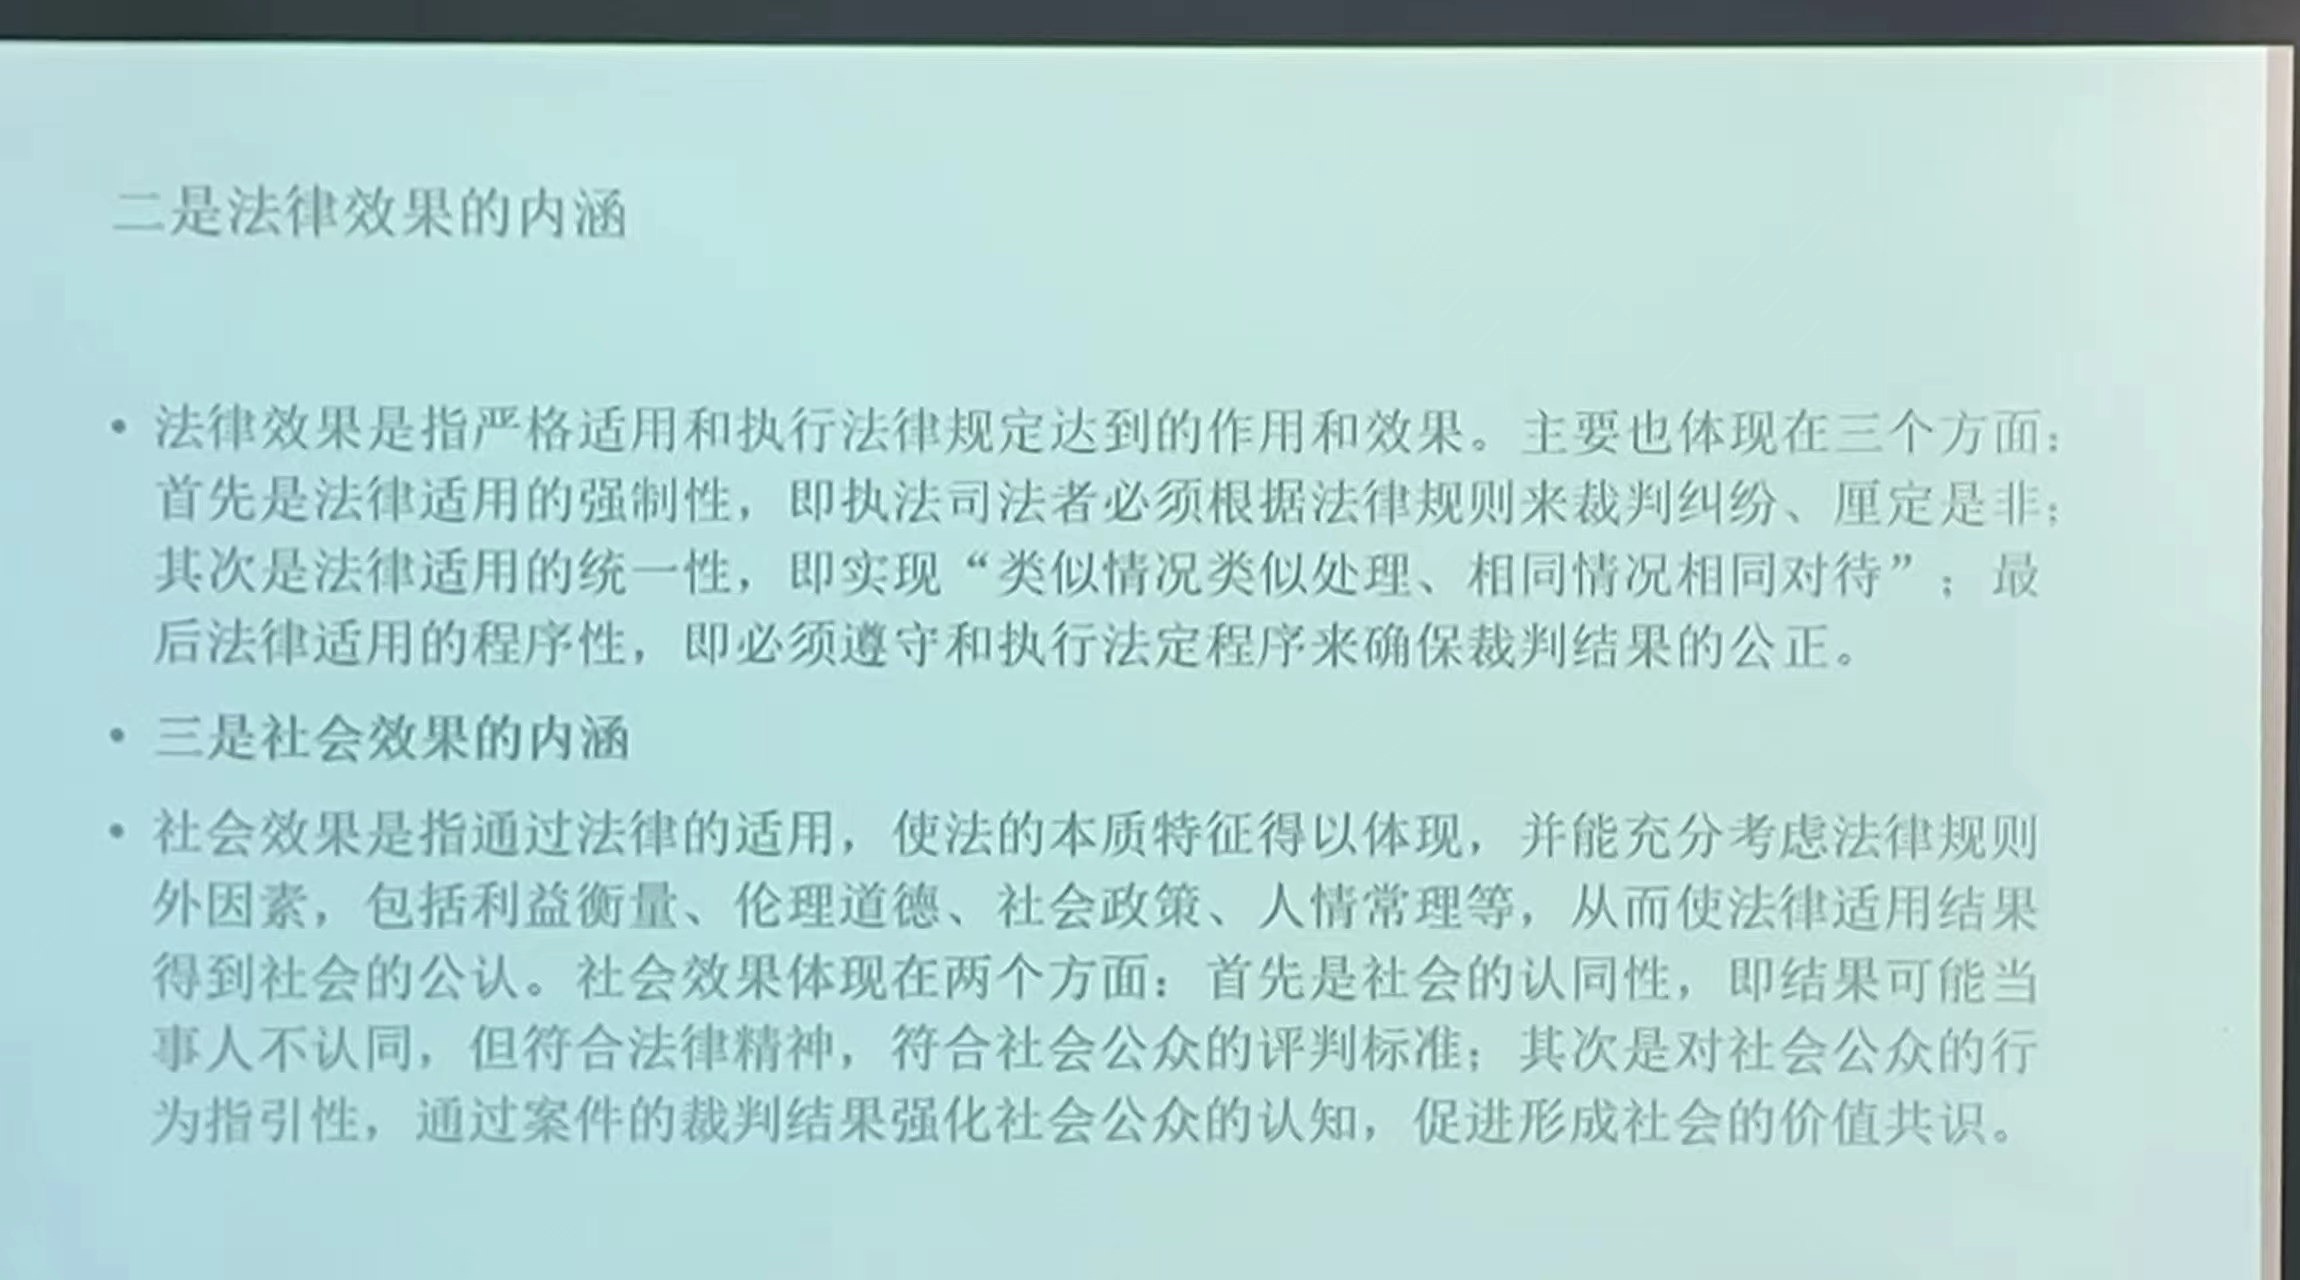 二是法律效果的内涵
• 法律效果是指严格适用和执行法律规定达到的作用和效果。主要也体现在三个方面：
首先是法律适用的强制性，即执法司法者必须根据法律规则来裁判纠纷、厘定是非；
其次是法律适用的统一性，即实现“类似情况类似处理、相同情况相同对待”；最
后法律适用的程序性，即必须遵守和执行法定程序来确保裁判结果的公正。
• 三是社会效果的内涵
• 社会效果是指通过法律的适用，使法的本质特征得以体现，并能充分考虑法律规则
外因素，包括利益衡量、伦理道德、社会政策、人情常理等，从而使法律适用结果
得到社会的公认。社会效果体现在两个方面：首先是社会的认同性，即结果可能当
事人不认同，但符合法律精神，符合社会公众的评判标准；其次是对社会公众的行
为指引性，通过案件的裁判结果强化社会公众的认知，促进形成社会的价值共识。